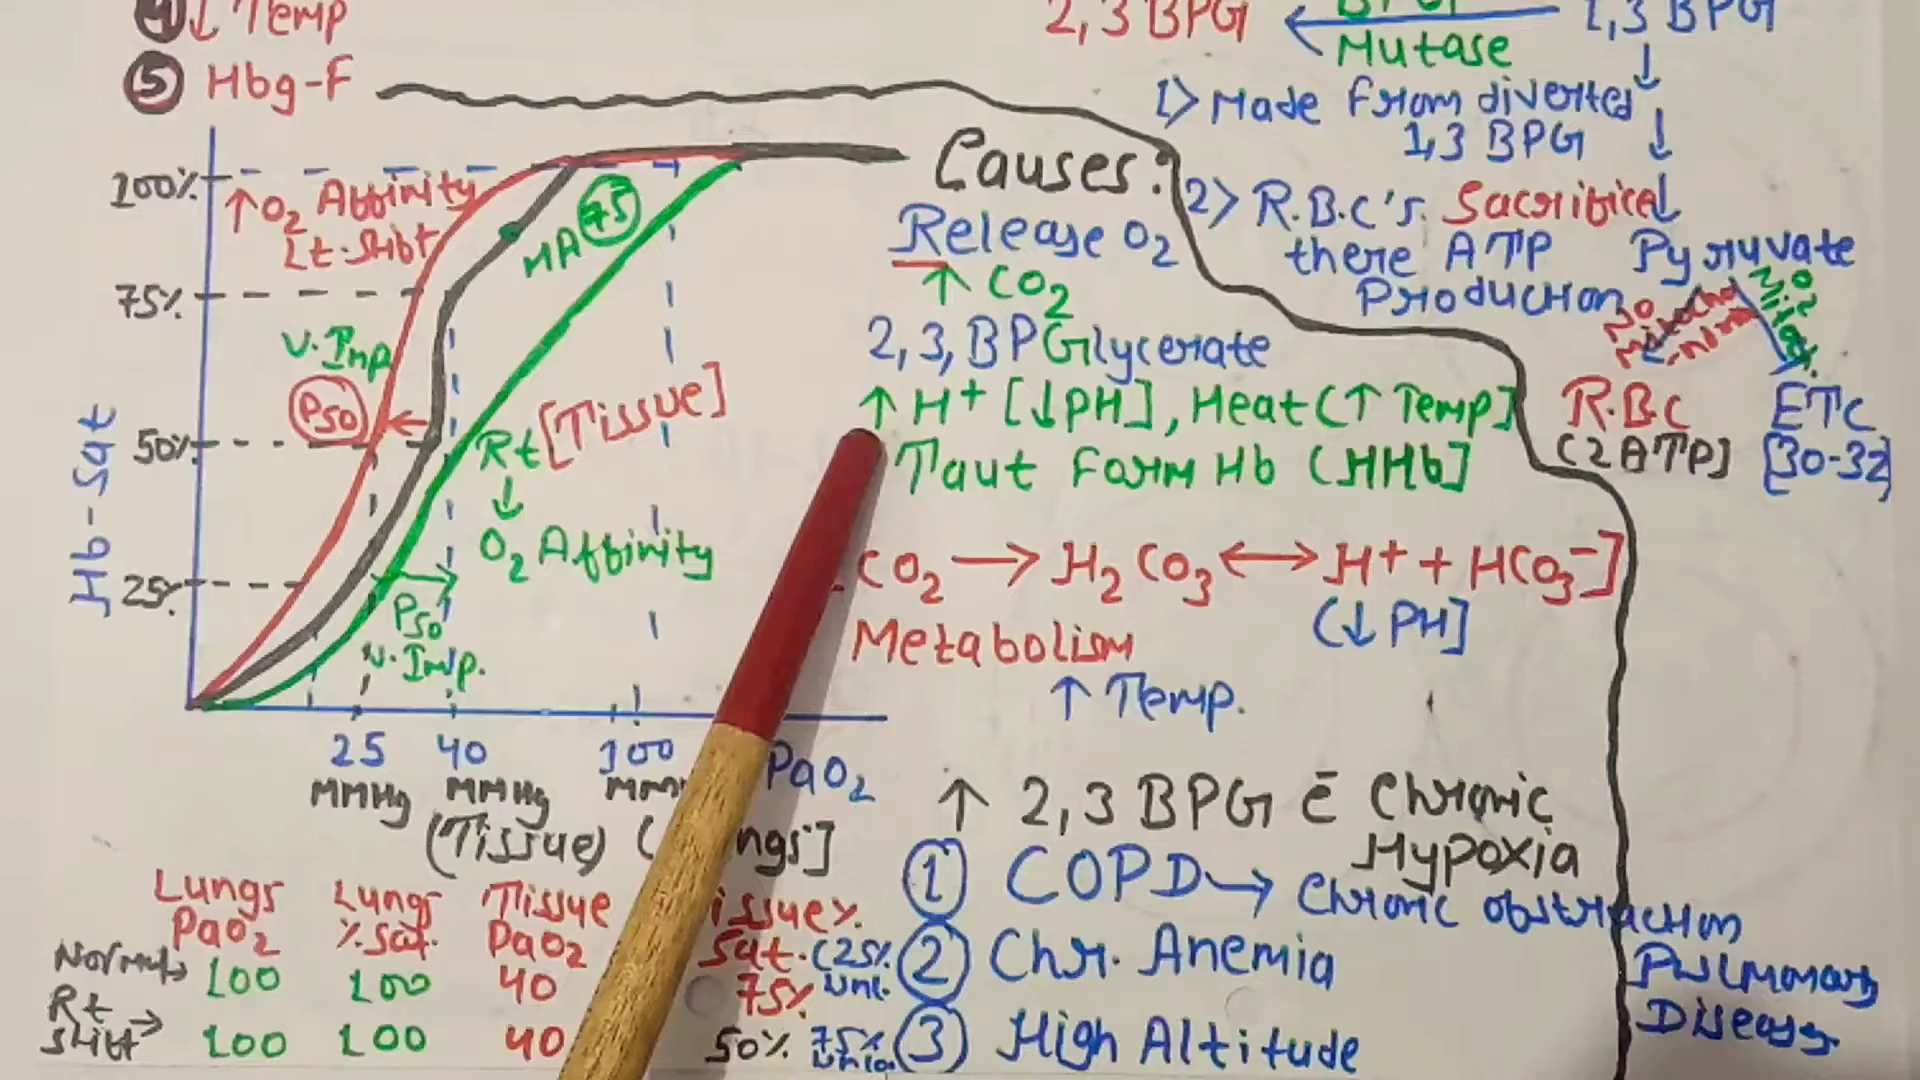 4 ↓ Temp
5 Hbg-F
100%
75%
50%
25%
Hb-Sat
↑O2 Affinity
Lt. Shift
V. Imp
P50
75
Rt [Tissue]
↓
O2 Affinity
P50
V. Imp.
25 40 100 PaO2
MMHg MMHg
(Tissue)
Lungs PaO2
Lungs % Sat.
Tissue PaO2
Sat. (25%
Normal → 100 100 40 75%
Rt Shift → 100 100 40 50% 75%
Causes:
Release O2
↑ CO2
2,3,BPGlycerate
↑ H+ [↓PH], Heat (↑ Temp]
Taut Form Hb (HHb]
CO2 → H2CO3 ↔ H+ + HCO3-]
(↓ PH]
Metabolism
↑ Temp.
↑ 2,3 BPG c̄ Chronic
Hypoxia
1 COPD → Chronic obstruction
Pulmonary
Disease
2 Chr. Anemia
3 High Altitude
2,3 BPG ← 1,3 BPG
Mutase
1> Made From diverted
1,3 BPG
2> R.B.C's. Sacrificed
there ATP
Production
Pyruvate
R.B.C
(2 ATP]
ETC
[30-32]